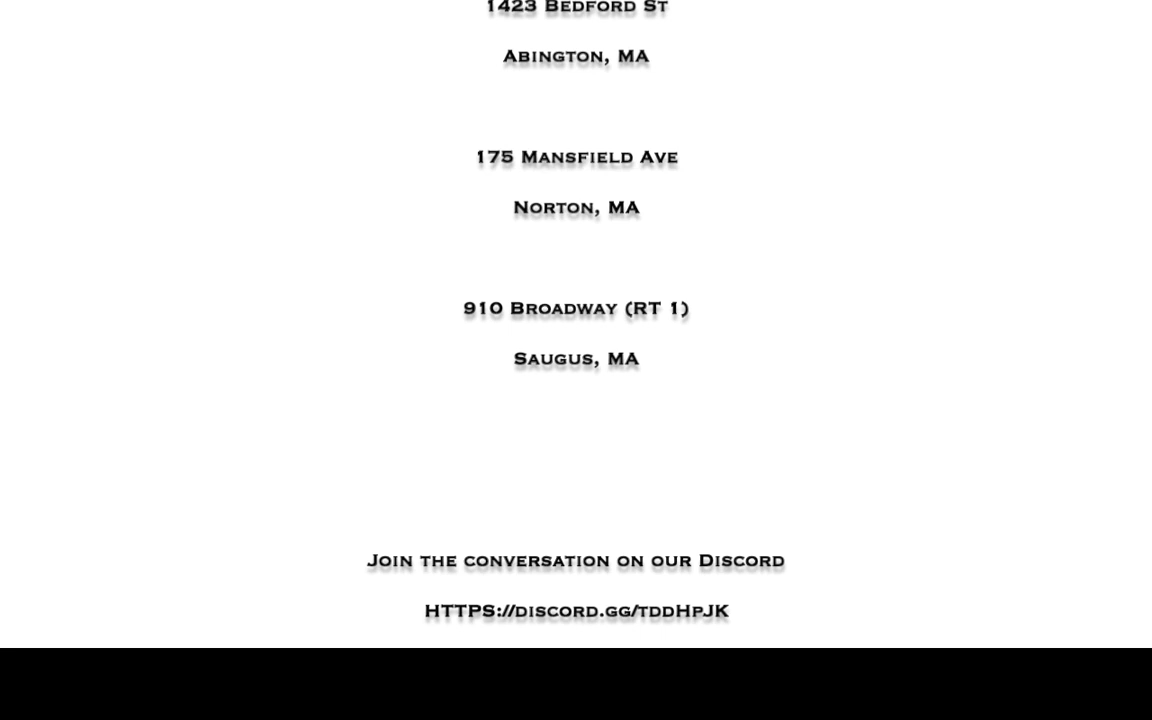 1423 Bedford St
Abington, MA
175 Mansfield Ave
Norton, MA
910 Broadway (RT 1)
Saugus, MA
Join the conversation on our Discord
https://discord.gg/tddHpJK